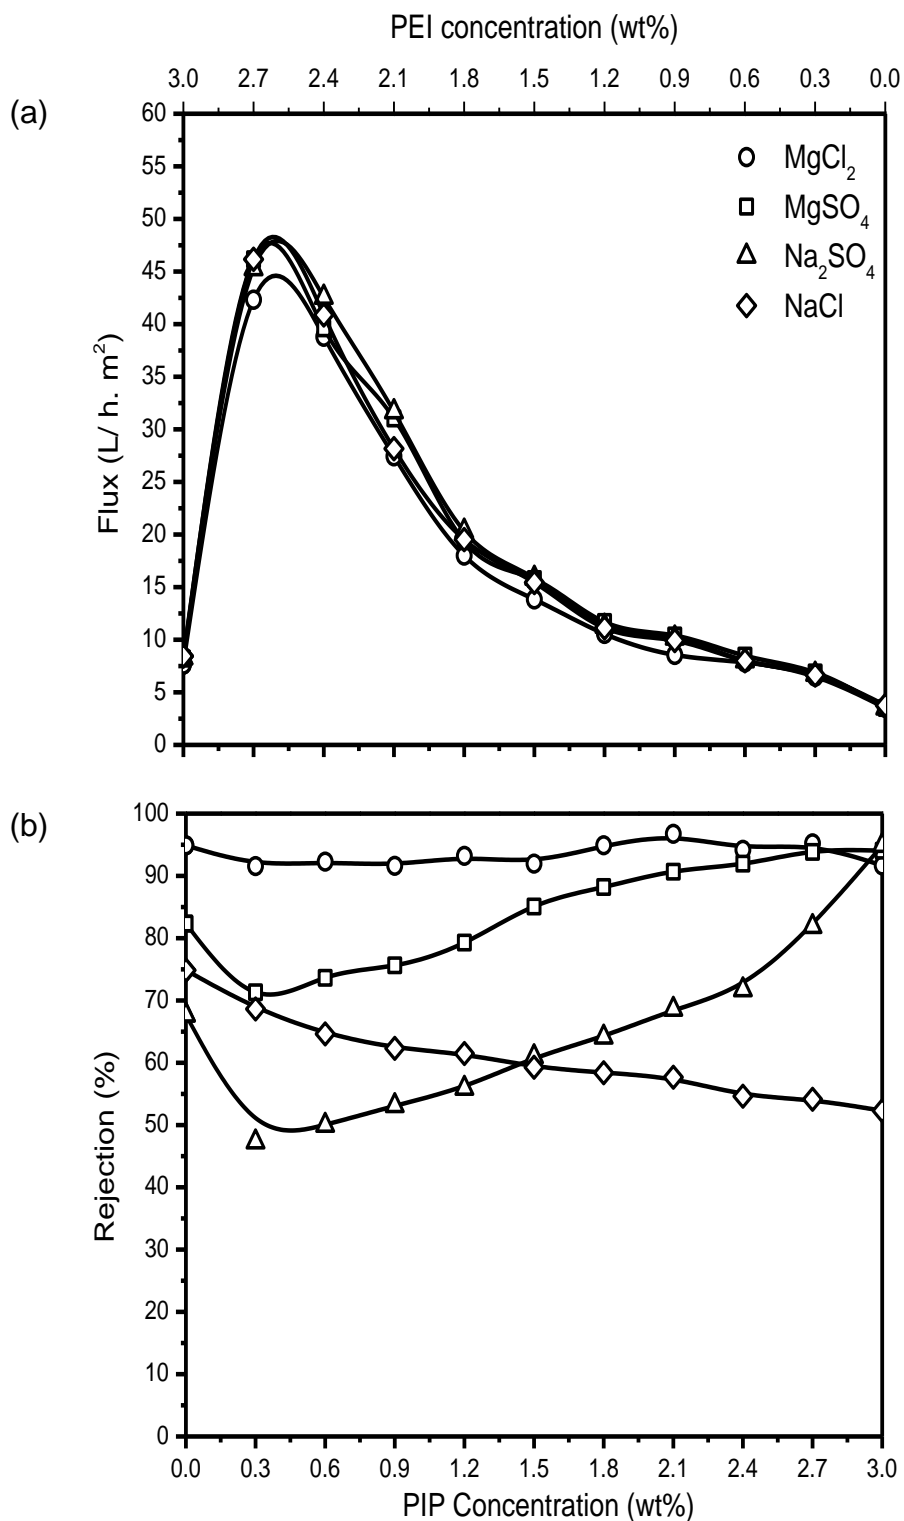 PEI concentration (wt%)
3.0 2.7 2.4 2.1 1.8 1.5 1.2 0.9 0.6 0.3 0.0
(a)
60
55
50
45
40
35
30
25
20
15
10
5
0
Flux (L/ h. m²)
MgCl₂
MgSO₄
Na₂SO₄
NaCl
(b)
100
90
80
70
60
50
40
30
20
10
0
Rejection (%)
0.0 0.3 0.6 0.9 1.2 1.5 1.8 2.1 2.4 2.7 3.0
PIP Concentration (wt%)